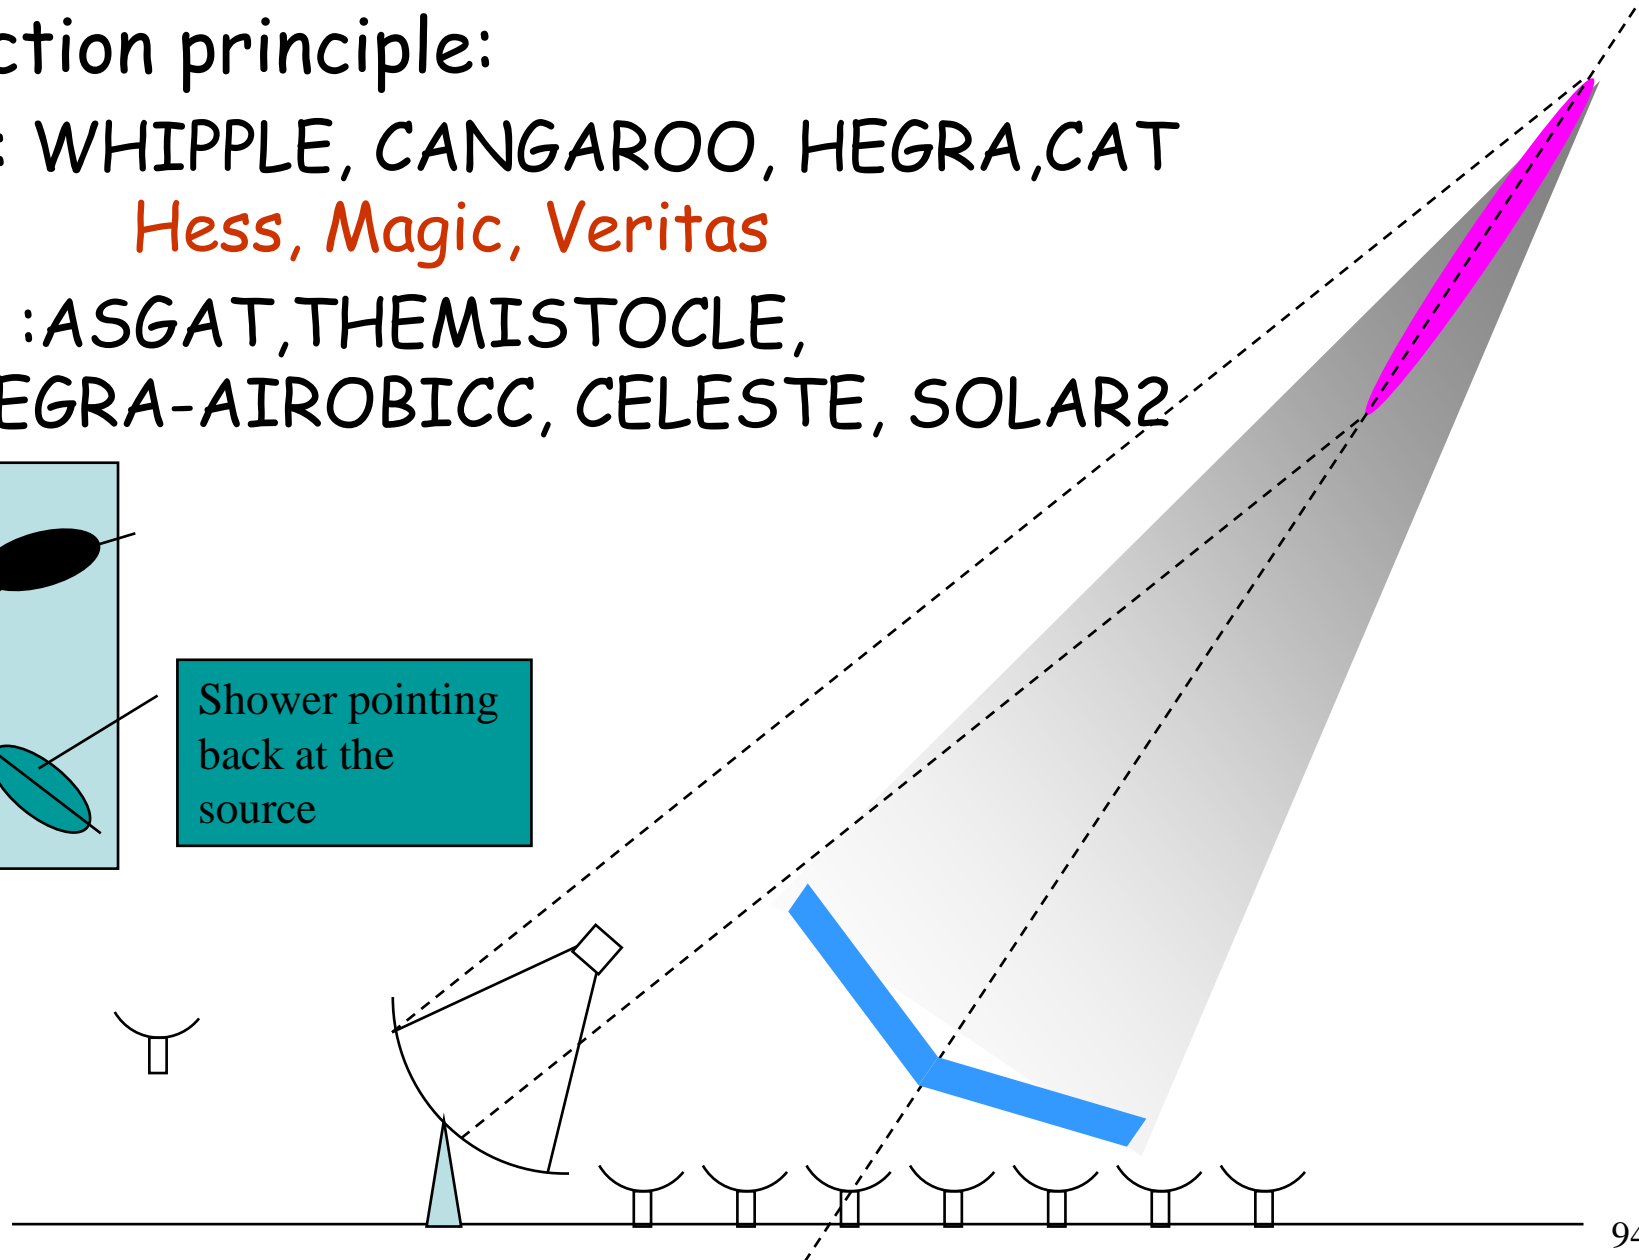 ction principle:
: WHIPPLE, CANGAROO, HEGRA,CAT
Hess, Magic, Veritas
:ASGAT,THEMISTOCLE,
EGRA-AIROBICC, CELESTE, SOLAR2
Shower pointing
back at the
source
94